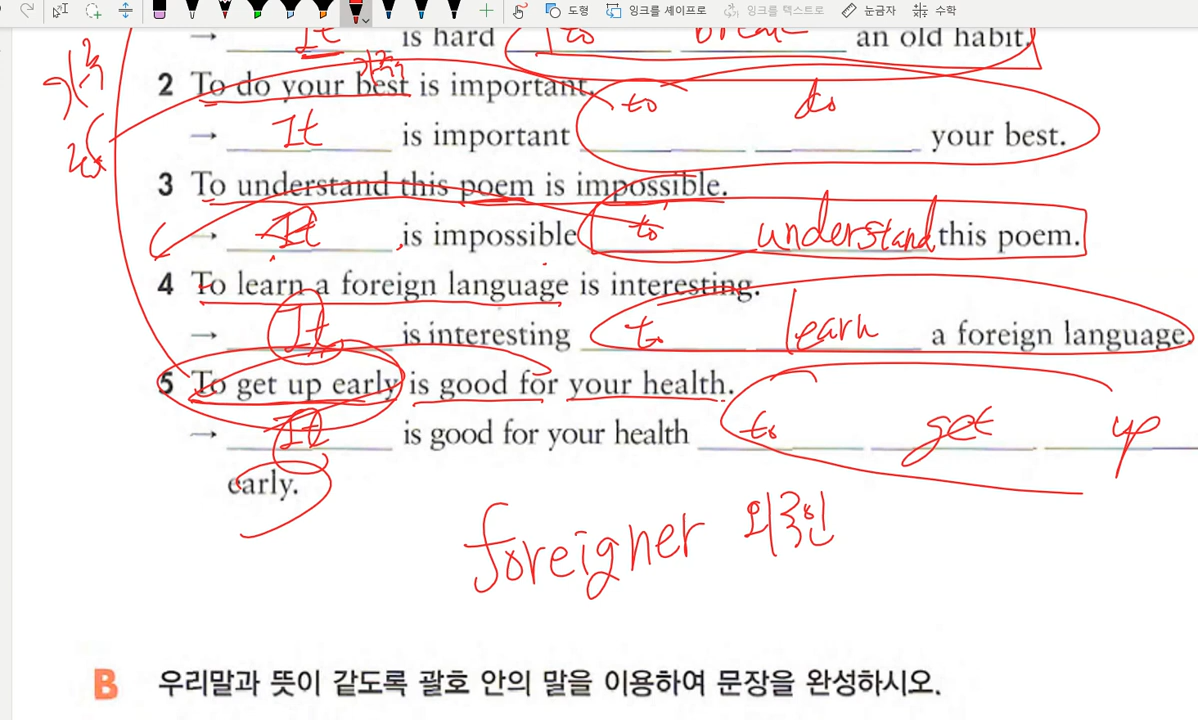 도형 잉크를 셰이프로 잉크를 텍스트로 눈금자 수학
→ It is hard to break an old habit.
2 To do your best is important.
→ It is important to do your best.
3 To understand this poem is impossible.
→ It is impossible to understand this poem.
4 To learn a foreign language is interesting.
→ It is interesting to learn a foreign language.
5 To get up early is good for your health.
→ It is good for your health to get up
early.
foreigner 외국인
B 우리말과 뜻이 같도록 괄호 안의 말을 이용하여 문장을 완성하시오.